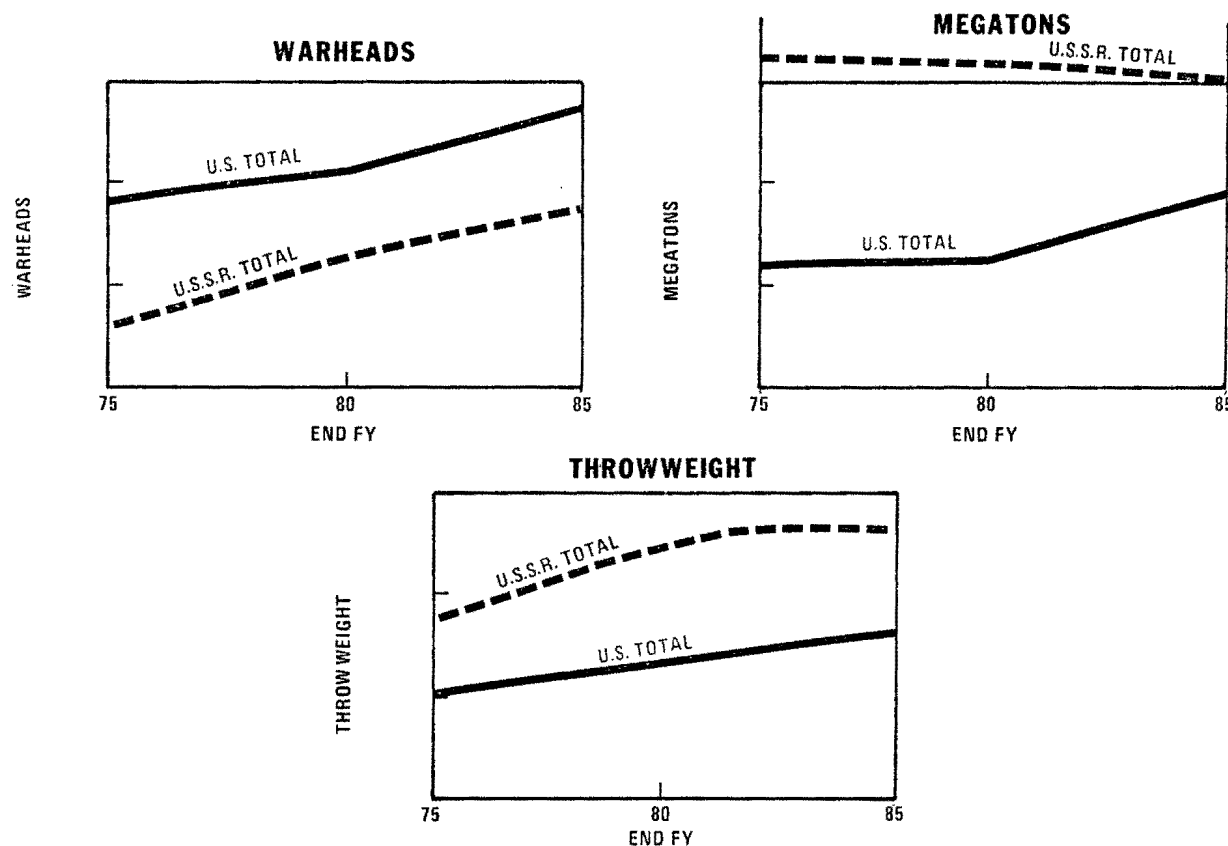 WARHEADS
WARHEADS
U.S. TOTAL
U.S.S.R. TOTAL
75
80
85
END FY
MEGATONS
MEGATONS
U.S.S.R. TOTAL
U.S. TOTAL
75
80
85
END FY
THROWWEIGHT
THROW WEIGHT
U.S.S.R. TOTAL
U.S. TOTAL
75
80
85
END FY